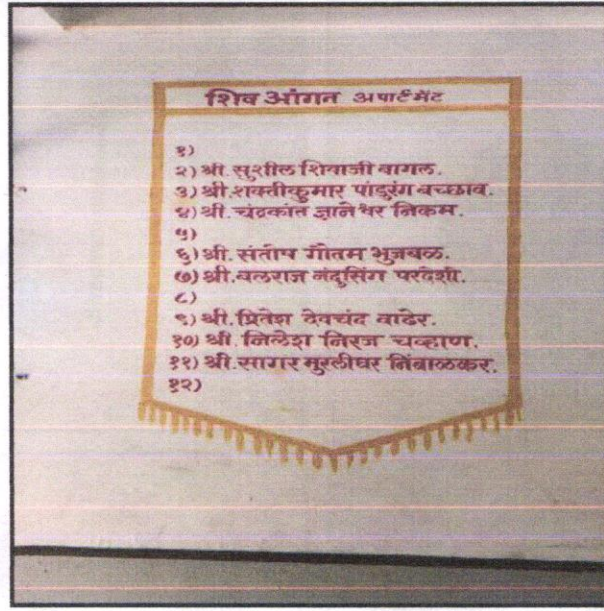 शिव आंगन अपार्टमेंट
१)
२) श्री. सुशील शिवाजी वागल.
३) श्री. शक्तीकुमार पांडुरंग बच्छाव.
४) श्री. चंद्रकांत ज्ञानेश्वर निकम.
५)
६) श्री. संतोष गौतम भुजबळ.
७) श्री. बलराज नंदुसिंग परदेशी.
८)
९) श्री. प्रितेश देवचंद वाढेर.
१०) श्री. निलेश निरज चव्हाण.
११) श्री. सागर मुरलीधर निंबाळकर.
१२)